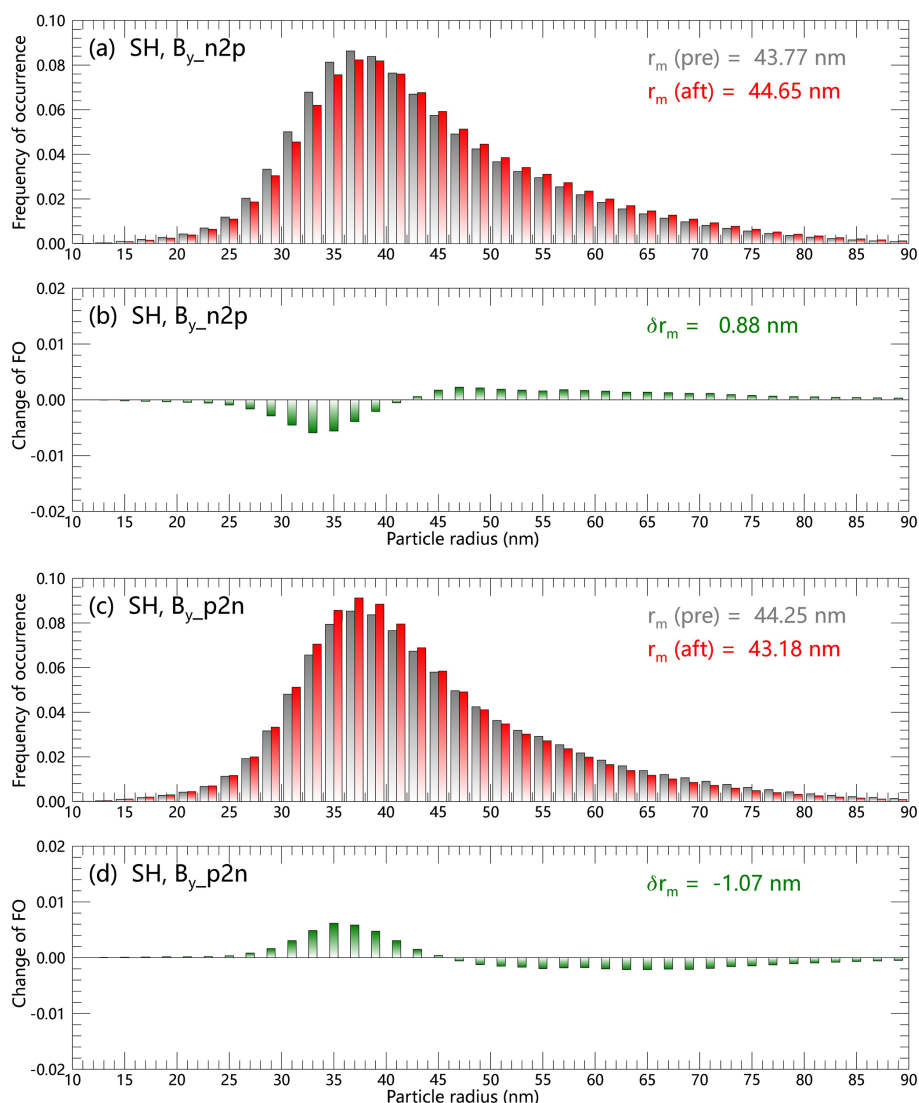 (a) SH, B_y_n2p
r_m (pre) = 43.77 nm
r_m (aft) = 44.65 nm
Frequency of occurrence
0.10
0.08
0.06
0.04
0.02
0.00
10 15 20 25 30 35 40 45 50 55 60 65 70 75 80 85 90
(b) SH, B_y_n2p
δr_m = 0.88 nm
Change of FO
0.02
0.01
0.00
-0.01
-0.02
10 15 20 25 30 35 40 45 50 55 60 65 70 75 80 85 90
Particle radius (nm)
(c) SH, B_y_p2n
r_m (pre) = 44.25 nm
r_m (aft) = 43.18 nm
Frequency of occurrence
0.10
0.08
0.06
0.04
0.02
0.00
10 15 20 25 30 35 40 45 50 55 60 65 70 75 80 85 90
(d) SH, B_y_p2n
δr_m = -1.07 nm
Change of FO
0.02
0.01
0.00
-0.01
-0.02
10 15 20 25 30 35 40 45 50 55 60 65 70 75 80 85 90
Particle radius (nm)